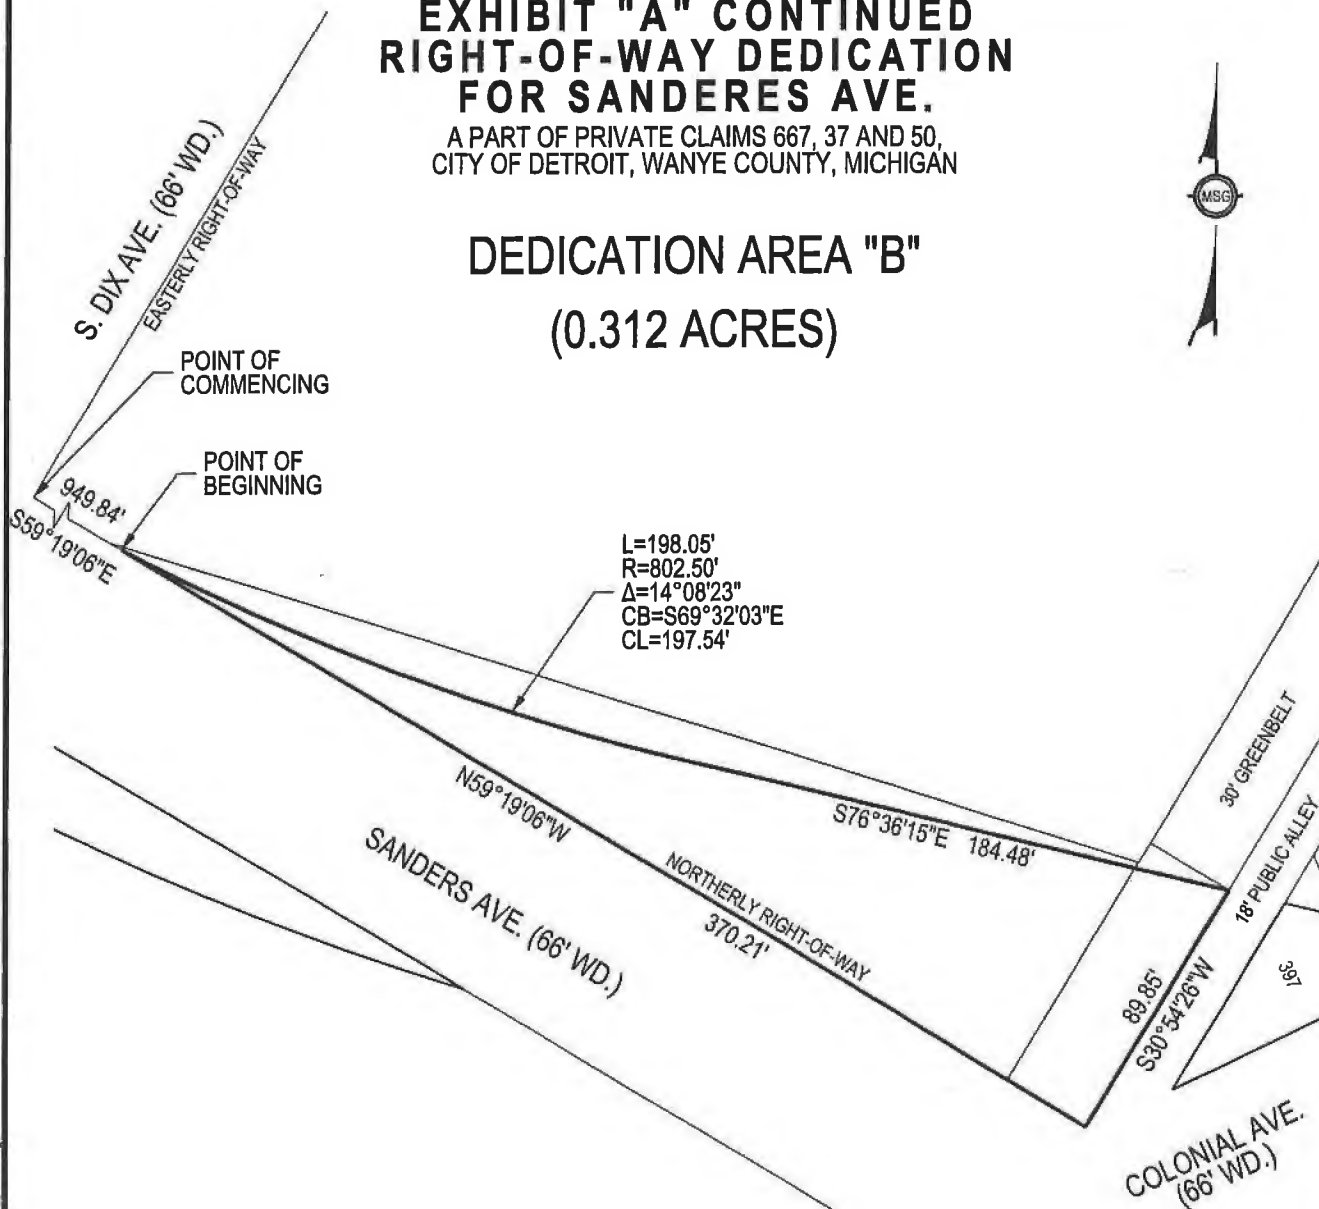 EXHIBIT "A" CONTINUED
RIGHT-OF-WAY DEDICATION
FOR SANDERES AVE.
A PART OF PRIVATE CLAIMS 667, 37 AND 50,
CITY OF DETROIT, WANYE COUNTY, MICHIGAN
DEDICATION AREA "B"
(0.312 ACRES)
MSG
S. DIX AVE. (66' WD.)
EASTERLY RIGHT-OF-WAY
POINT OF
COMMENCING
POINT OF
BEGINNING
949.84'
S59°19'06"E
L=198.05'
R=802.50'
Δ=14°08'23"
CB=S69°32'03"E
CL=197.54'
N59°19'06"W
S76°36'15"E 184.48'
NORTHERLY RIGHT-OF-WAY
370.21'
SANDERS AVE. (66' WD.)
30' GREENBELT
18' PUBLIC ALLEY
89.85'
S30°54'26"W
397
COLONIAL AVE.
(66' WD.)